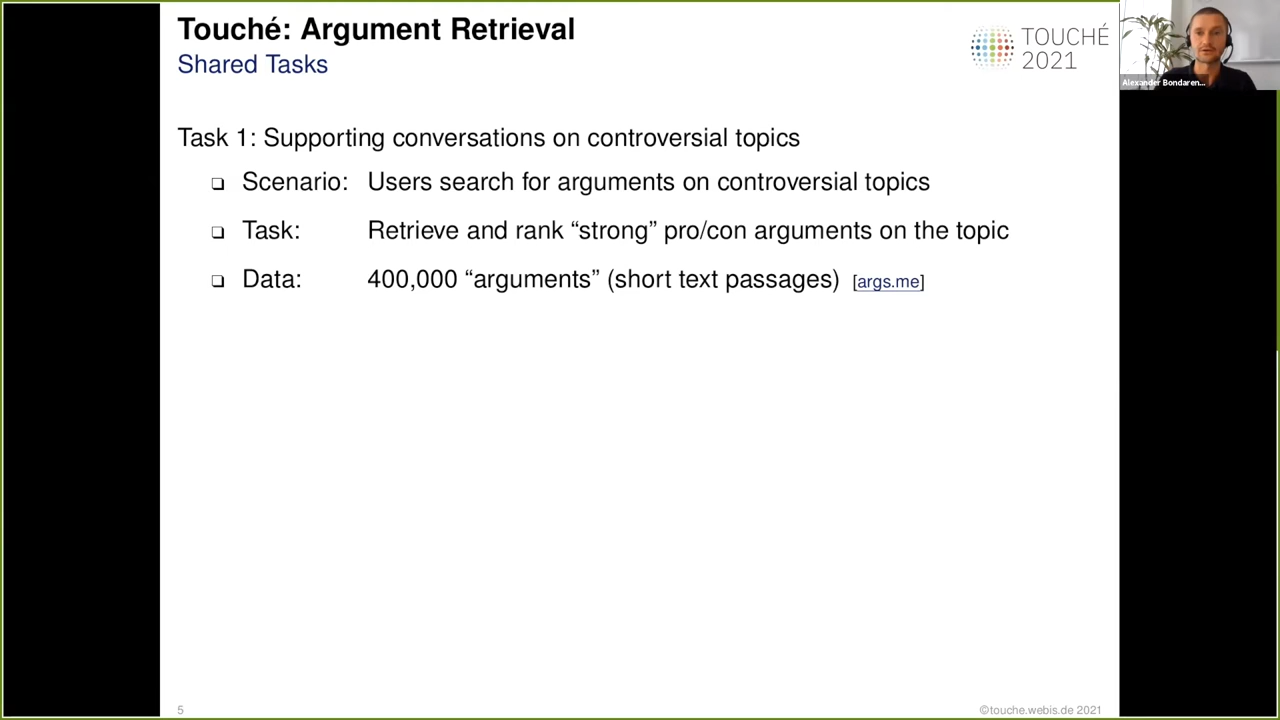 Touché: Argument Retrieval
Shared Tasks
TOUCHÉ
2021
Alexander Bondaren...
Task 1: Supporting conversations on controversial topics
❏ Scenario: Users search for arguments on controversial topics
❏ Task: Retrieve and rank “strong” pro/con arguments on the topic
❏ Data: 400,000 “arguments” (short text passages) [args.me]
5
©touche.webis.de 2021